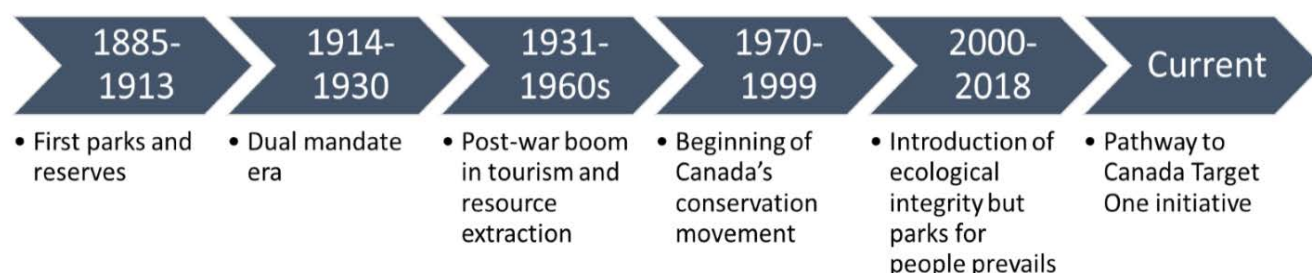 1885-
1913
1914-
1930
1931-
1960s
1970-
1999
2000-
2018
Current
• First parks and
reserves
• Dual mandate
era
• Post-war boom
in tourism and
resource
extraction
• Beginning of
Canada’s
conservation
movement
• Introduction of
ecological
integrity but
parks for
people prevails
• Pathway to
Canada Target
One initiative